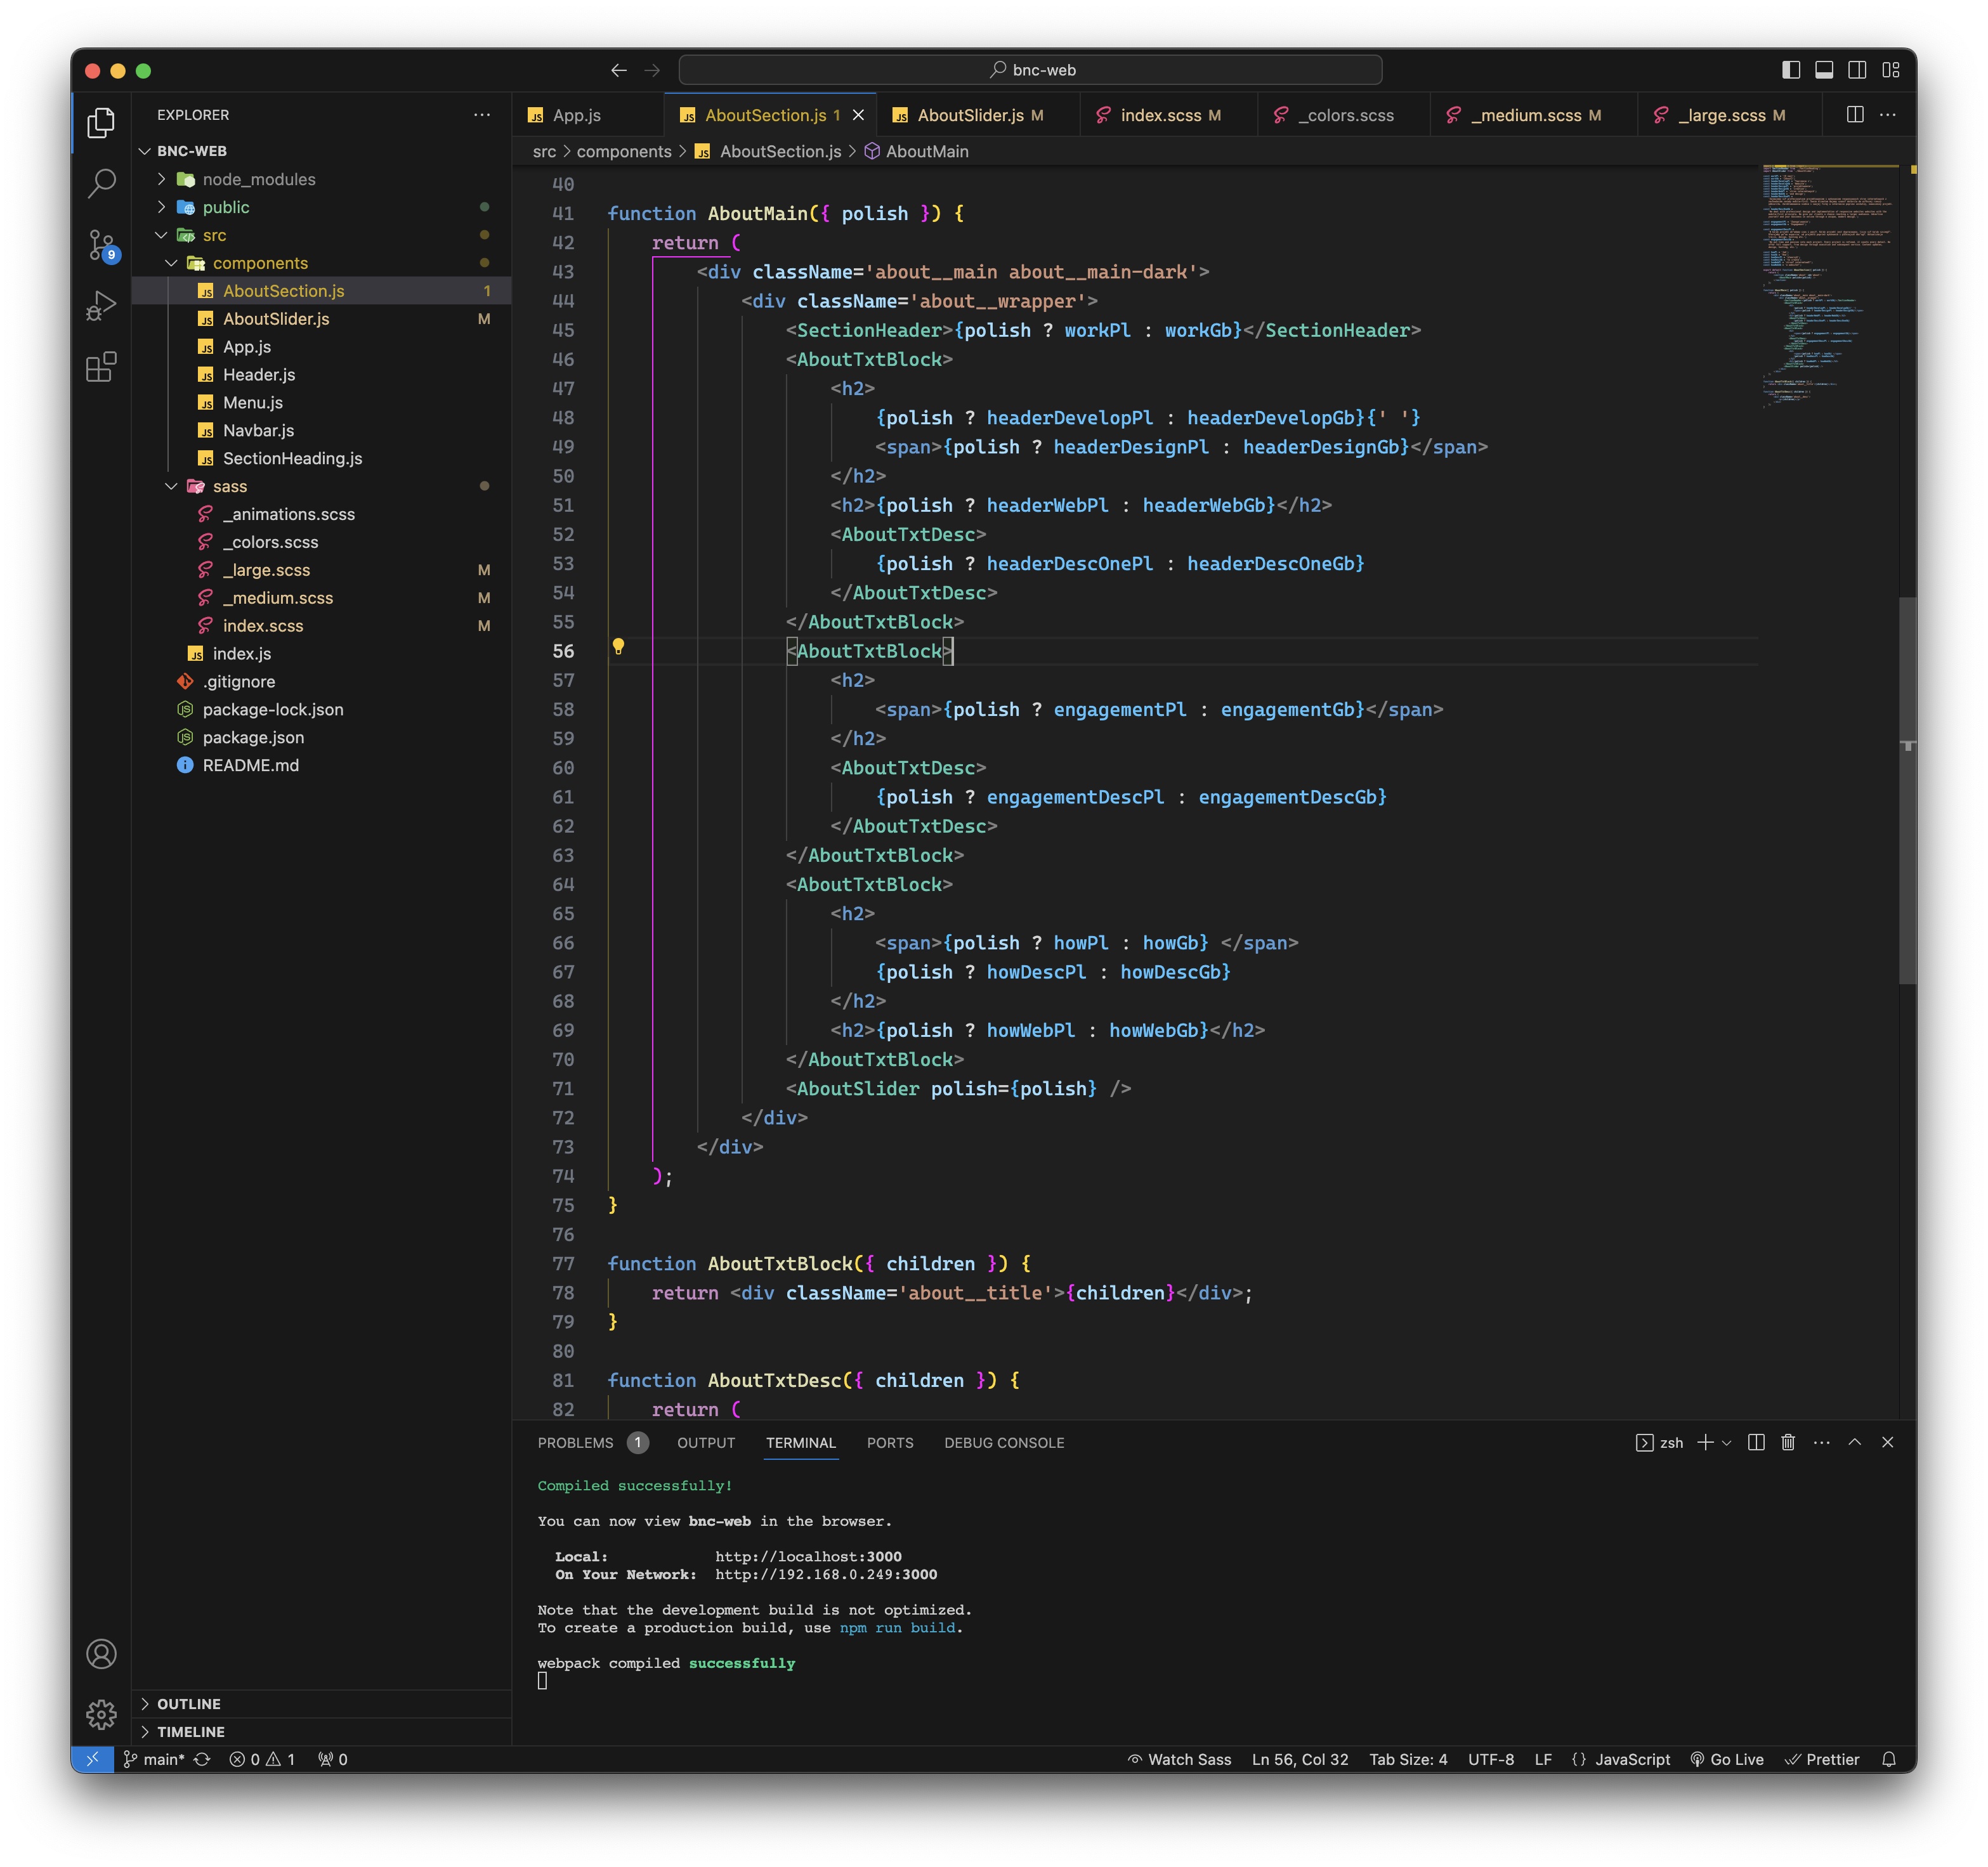 bnc-web
EXPLORER
BNC-WEB
node_modules
public
src
components
AboutSection.js 1
AboutSlider.js M
App.js
Header.js
Menu.js
Navbar.js
SectionHeading.js
sass
_animations.scss
_colors.scss
_large.scss M
_medium.scss M
index.scss M
index.js
.gitignore
package-lock.json
package.json
README.md
OUTLINE
TIMELINE
9
App.js AboutSection.js 1 AboutSlider.js M index.scss M _colors.scss _medium.scss M _large.scss M
src > components > AboutSection.js > AboutMain
40
41 function AboutMain({ polish }) {
42 return (
43 <div className='about__main about__main-dark'>
44 <div className='about__wrapper'>
45 <SectionHeader>{polish ? workPl : workGb}</SectionHeader>
46 <AboutTxtBlock>
47 <h2>
48 {polish ? headerDevelopPl : headerDevelopGb}{' '}
49 <span>{polish ? headerDesignPl : headerDesignGb}</span>
50 </h2>
51 <h2>{polish ? headerWebPl : headerWebGb}</h2>
52 <AboutTxtDesc>
53 {polish ? headerDescOnePl : headerDescOneGb}
54 </AboutTxtDesc>
55 </AboutTxtBlock>
56 <AboutTxtBlock>
57 <h2>
58 <span>{polish ? engagementPl : engagementGb}</span>
59 </h2>
60 <AboutTxtDesc>
61 {polish ? engagementDescPl : engagementDescGb}
62 </AboutTxtDesc>
63 </AboutTxtBlock>
64 <AboutTxtBlock>
65 <h2>
66 <span>{polish ? howPl : howGb} </span>
67 {polish ? howDescPl : howDescGb}
68 </h2>
69 <h2>{polish ? howWebPl : howWebGb}</h2>
70 </AboutTxtBlock>
71 <AboutSlider polish={polish} />
72 </div>
73 </div>
74 );
75 }
76
77 function AboutTxtBlock({ children }) {
78 return <div className='about__title'>{children}</div>;
79 }
80
81 function AboutTxtDesc({ children }) {
82 return (
PROBLEMS 1 OUTPUT TERMINAL PORTS DEBUG CONSOLE zsh
Compiled successfully!
You can now view bnc-web in the browser.
Local: http://localhost:3000
On Your Network: http://192.168.0.249:3000
Note that the development build is not optimized.
To create a production build, use npm run build.
webpack compiled successfully
main* 0 1 0 Watch Sass Ln 56, Col 32 Tab Size: 4 UTF-8 LF {} JavaScript Go Live Prettier